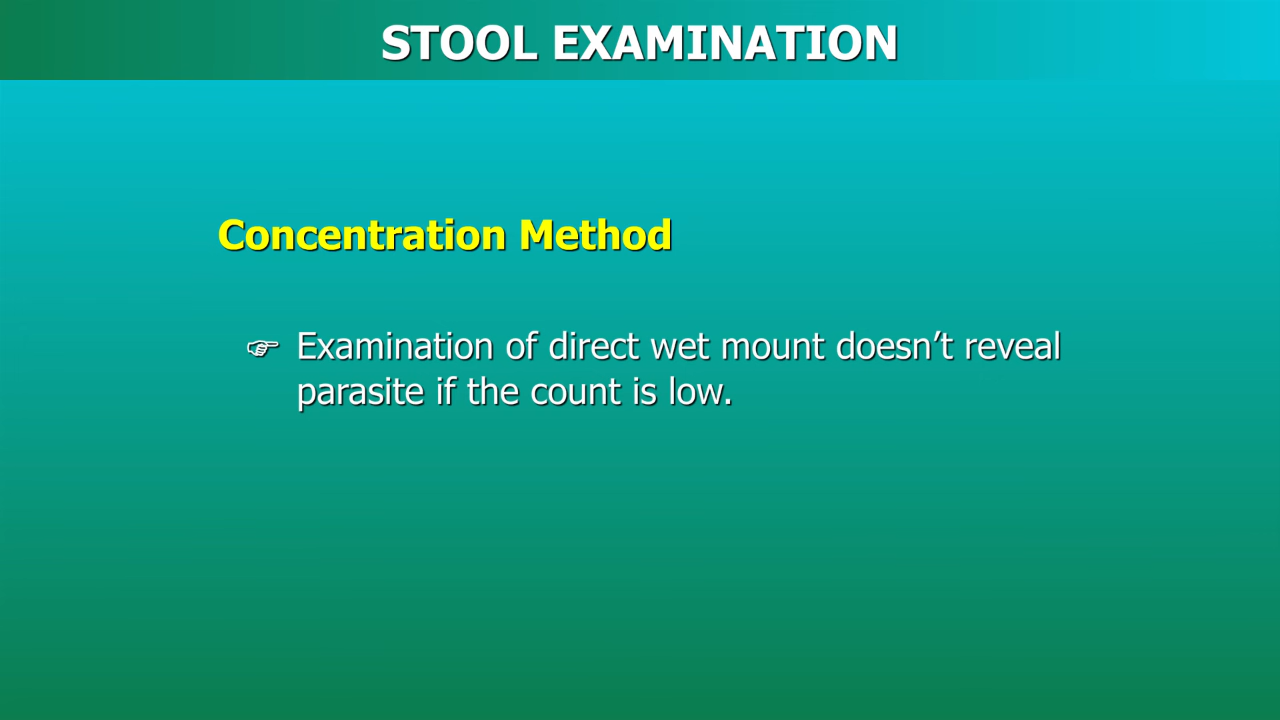 STOOL EXAMINATION
Concentration Method
☞ Examination of direct wet mount doesn’t reveal
parasite if the count is low.